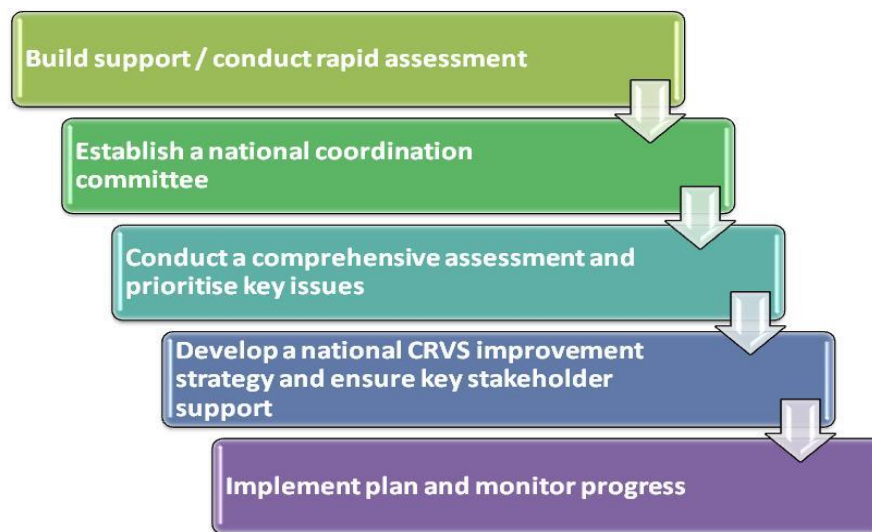 Build support / conduct rapid assessment
Establish a national coordination
committee
Conduct a comprehensive assessment and
prioritise key issues
Develop a national CRVS improvement
strategy and ensure key stakeholder
support
Implement plan and monitor progress